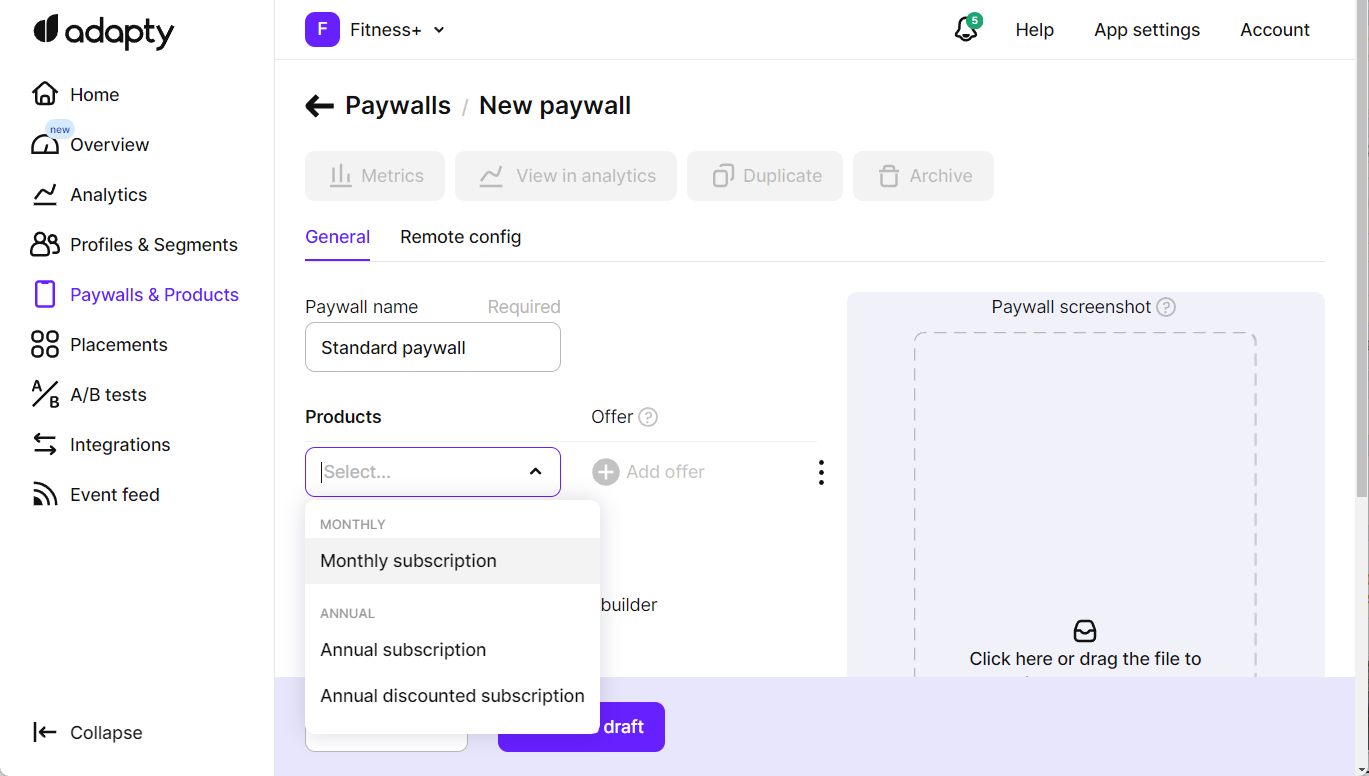 adapty
F Fitness+
5
Help
App settings
Account
Home
new
Overview
Analytics
Profiles & Segments
Paywalls & Products
Placements
A/B tests
Integrations
Event feed
Collapse
Paywalls / New paywall
Metrics
View in analytics
Duplicate
Archive
General
Remote config
Paywall name
Required
Standard paywall
Products
Offer ?
Select...
Add offer
MONTHLY
Monthly subscription
ANNUAL
Annual subscription
Annual discounted subscription
builder
draft
Paywall screenshot ?
Click here or drag the file to